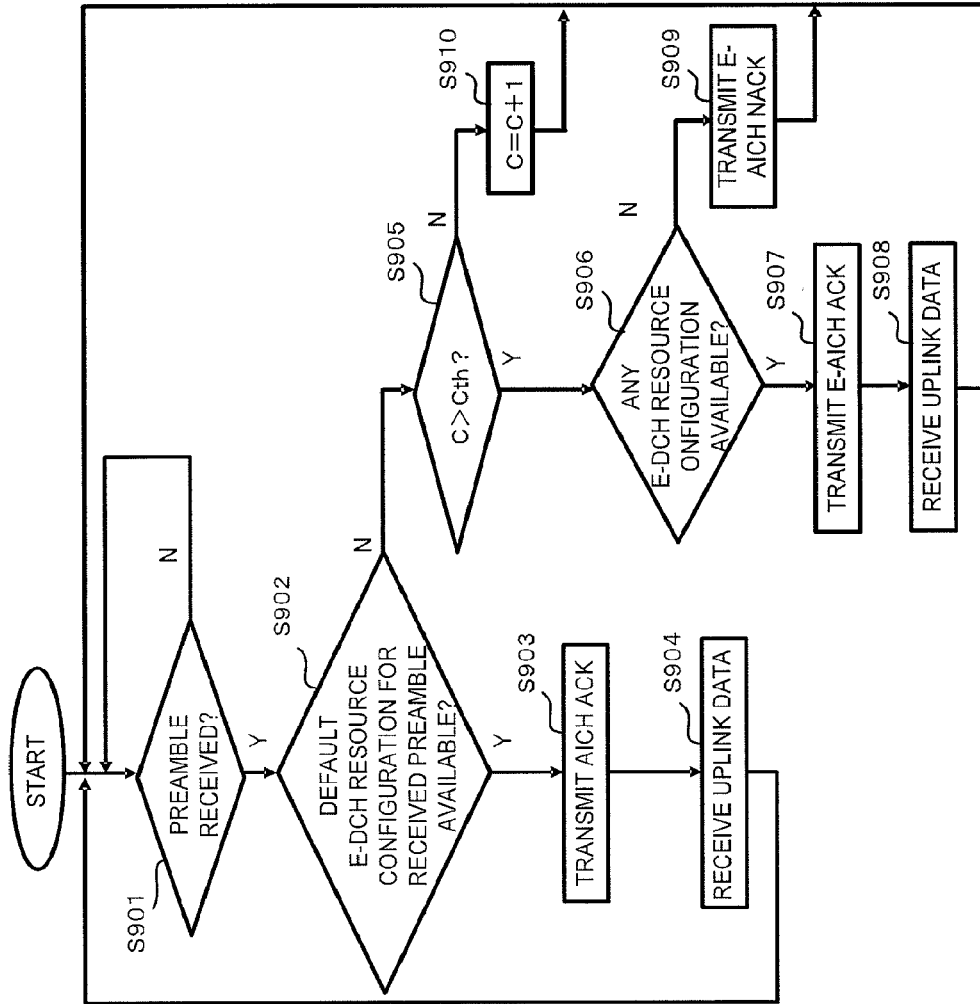 START
S901
PREAMBLE
RECEIVED?
N
Y
S902
DEFAULT
E-DCH RESOURCE
CONFIGURATION FOR
RECEIVED PREAMBLE
AVAILABLE?
N
Y
S903
TRANSMIT AICH ACK
S904
RECEIVE UPLINK DATA
S905
C>Cth?
N
Y
S910
C=C+1
S906
ANY
E-DCH RESOURCE
ONFIGURATION
AVAILABLE?
N
Y
S909
TRANSMIT E-
AICH NACK
S907
TRANSMIT E-AICH ACK
S908
RECEIVE UPLINK DATA